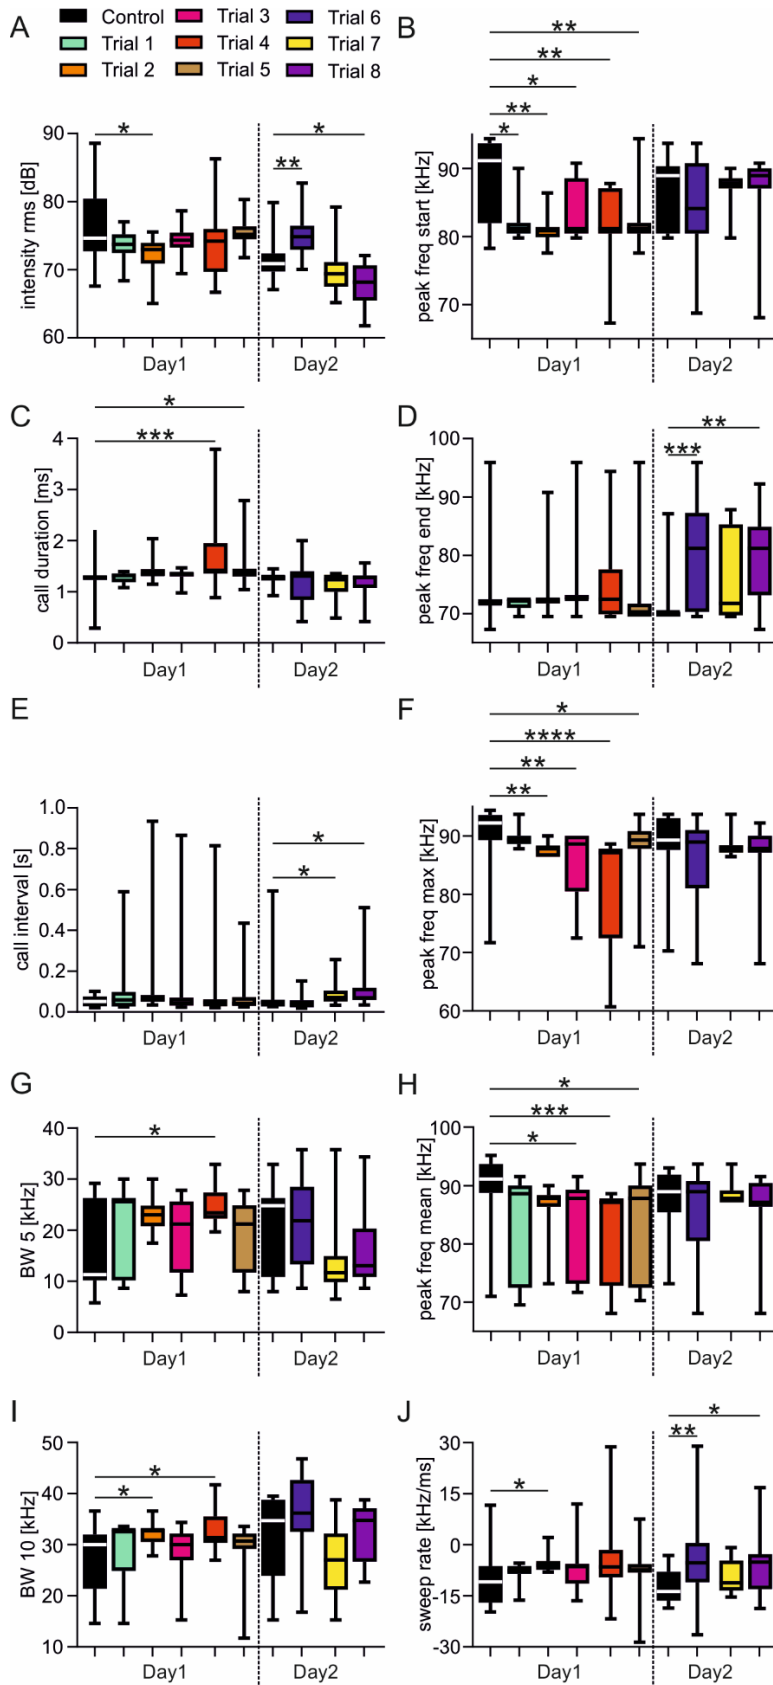 A
Control
Trial 3
Trial 6
Trial 1
Trial 4
Trial 7
Trial 2
Trial 5
Trial 8
intensity rms [dB]
90
80
70
60
*
*
**
Day1
Day2
B
peak freq start [kHz]
90
80
70
**
**
*
**
*
Day1
Day2
C
call duration [ms]
4
3
2
1
0
*
***
Day1
Day2
D
peak freq end [kHz]
100
90
80
70
**
***
Day1
Day2
E
call interval [s]
1.0
0.8
0.6
0.4
0.2
0.0
*
*
Day1
Day2
F
peak freq max [kHz]
90
80
70
60
*
****
**
**
Day1
Day2
G
BW 5 [kHz]
40
30
20
10
0
*
Day1
Day2
H
peak freq mean [kHz]
100
90
80
70
*
***
*
Day1
Day2
I
BW 10 [kHz]
50
40
30
20
10
*
*
Day1
Day2
J
sweep rate [kHz/ms]
30
15
0
-15
-30
*
*
**
Day1
Day2